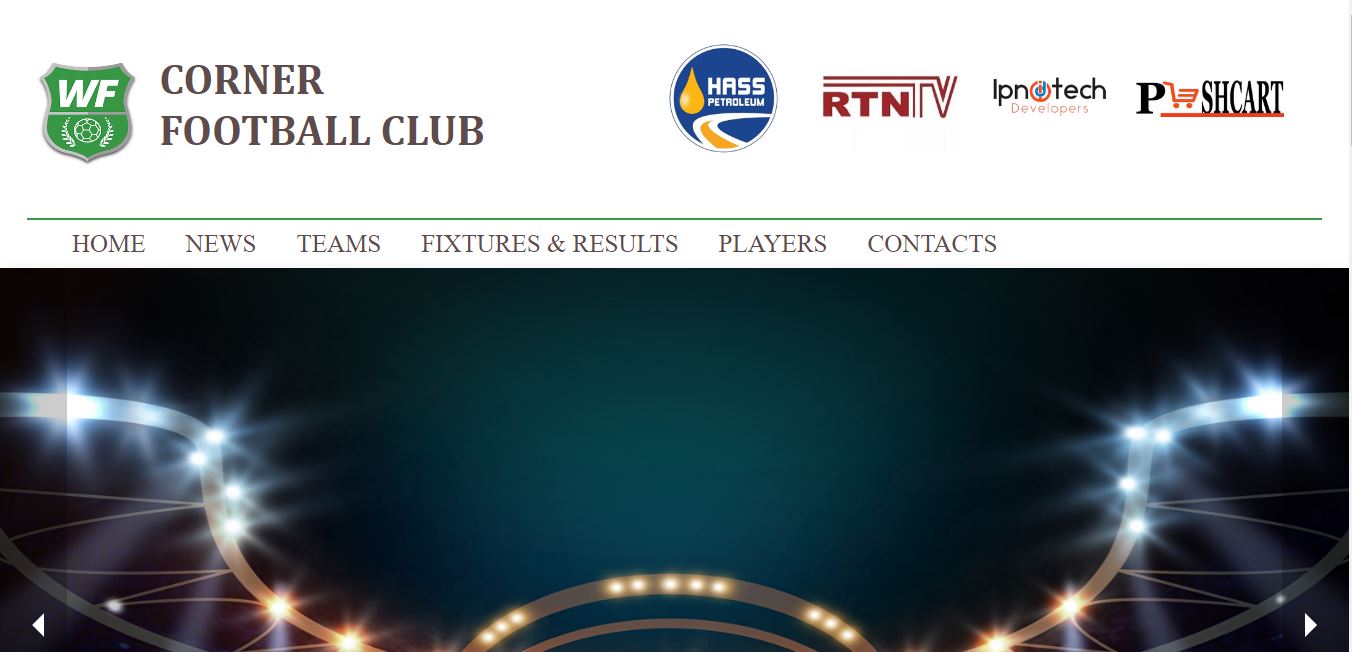 WF
CORNER
FOOTBALL CLUB
HASS
PETROLEUM
RTNTV
Ipnotech
Developers
PUSHCART
HOME NEWS TEAMS FIXTURES & RESULTS PLAYERS CONTACTS